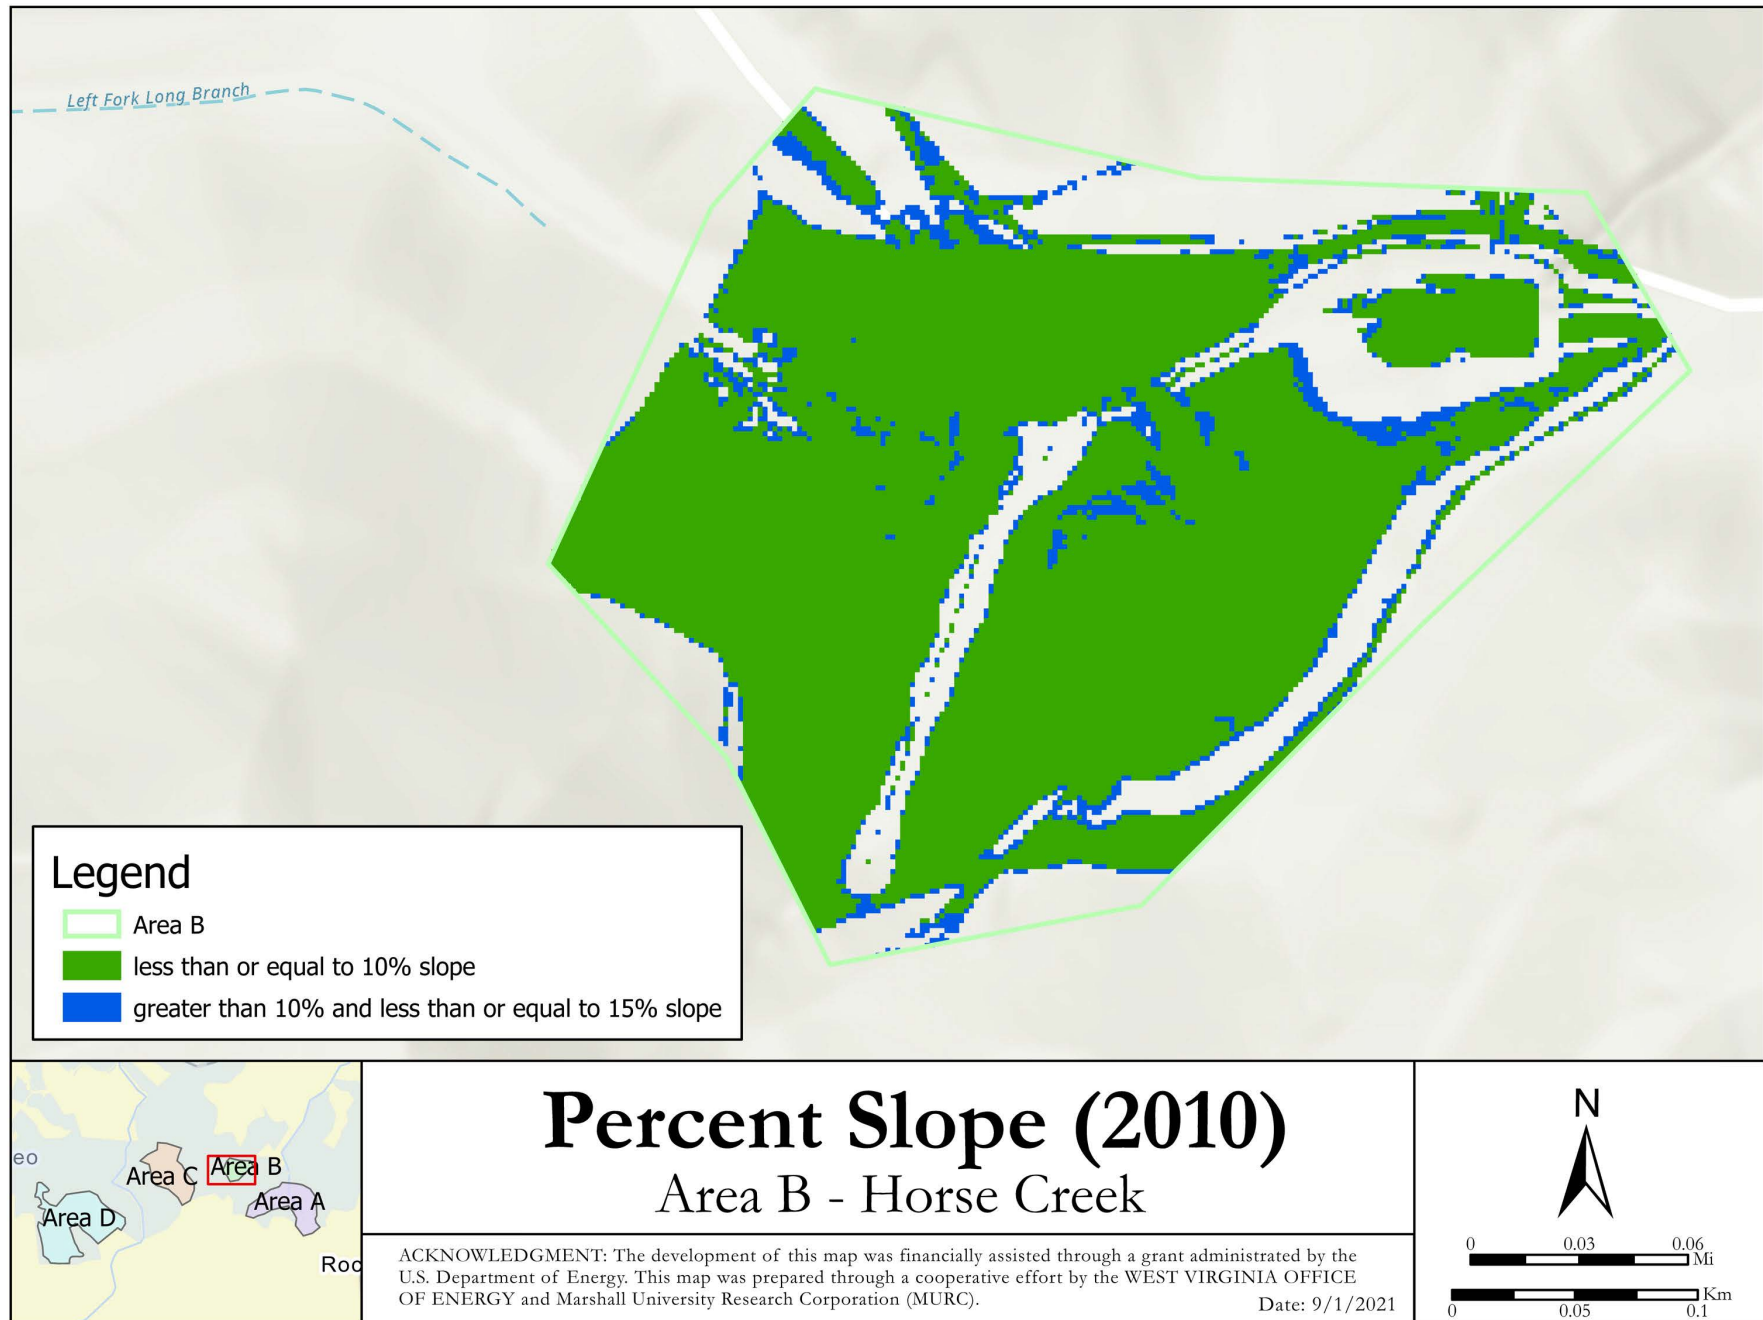 Left Fork Long Branch
Legend
Area B
less than or equal to 10% slope
greater than 10% and less than or equal to 15% slope
eo
Area C
Area B
Area A
Area D
Roc
Percent Slope (2010)
Area B - Horse Creek
ACKNOWLEDGMENT: The development of this map was financially assisted through a grant administrated by the
U.S. Department of Energy. This map was prepared through a cooperative effort by the WEST VIRGINIA OFFICE
OF ENERGY and Marshall University Research Corporation (MURC).
Date: 9/1/2021
N
0 0.03 0.06
Mi
Km
0 0.05 0.1